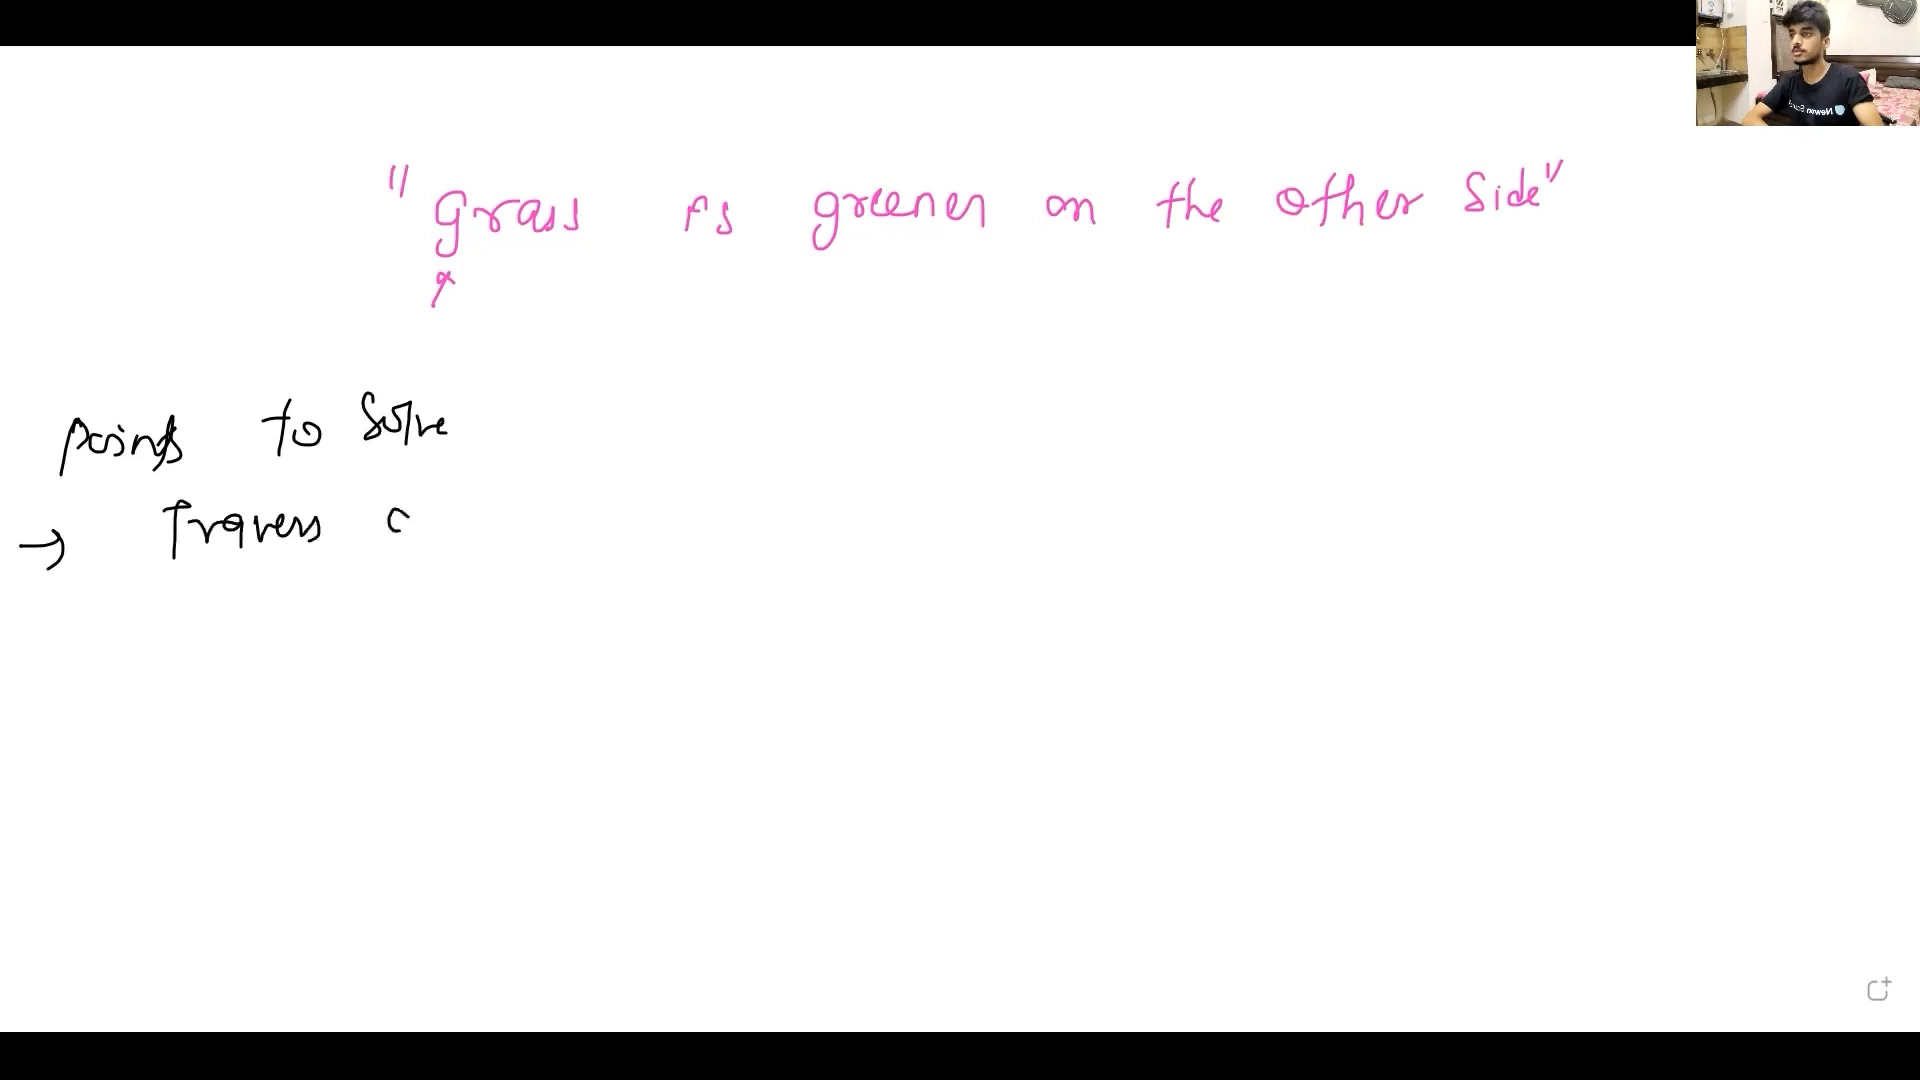 "Grass is greener on the other side"
points to solve
→ Travers c